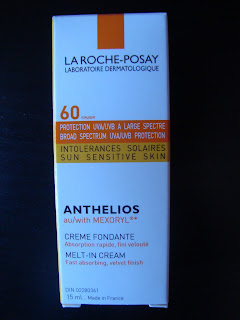 LA ROCHE-POSAY
LABORATOIRE DERMATOLOGIQUE
60
PROTECTION UVA/UVB A LARGE SPECTRE
BROAD SPECTRUM UVA/UVB PROTECTION
INTOLERANCES SOLAIRES
SUN SENSITIVE SKIN
ANTHELIOS
au/with MEXORYL
CREME FONDANTE
Absorption rapide, fini velouté
MELT-IN CREAM
Fast absorbing, velvet finish
15 ml Made in France